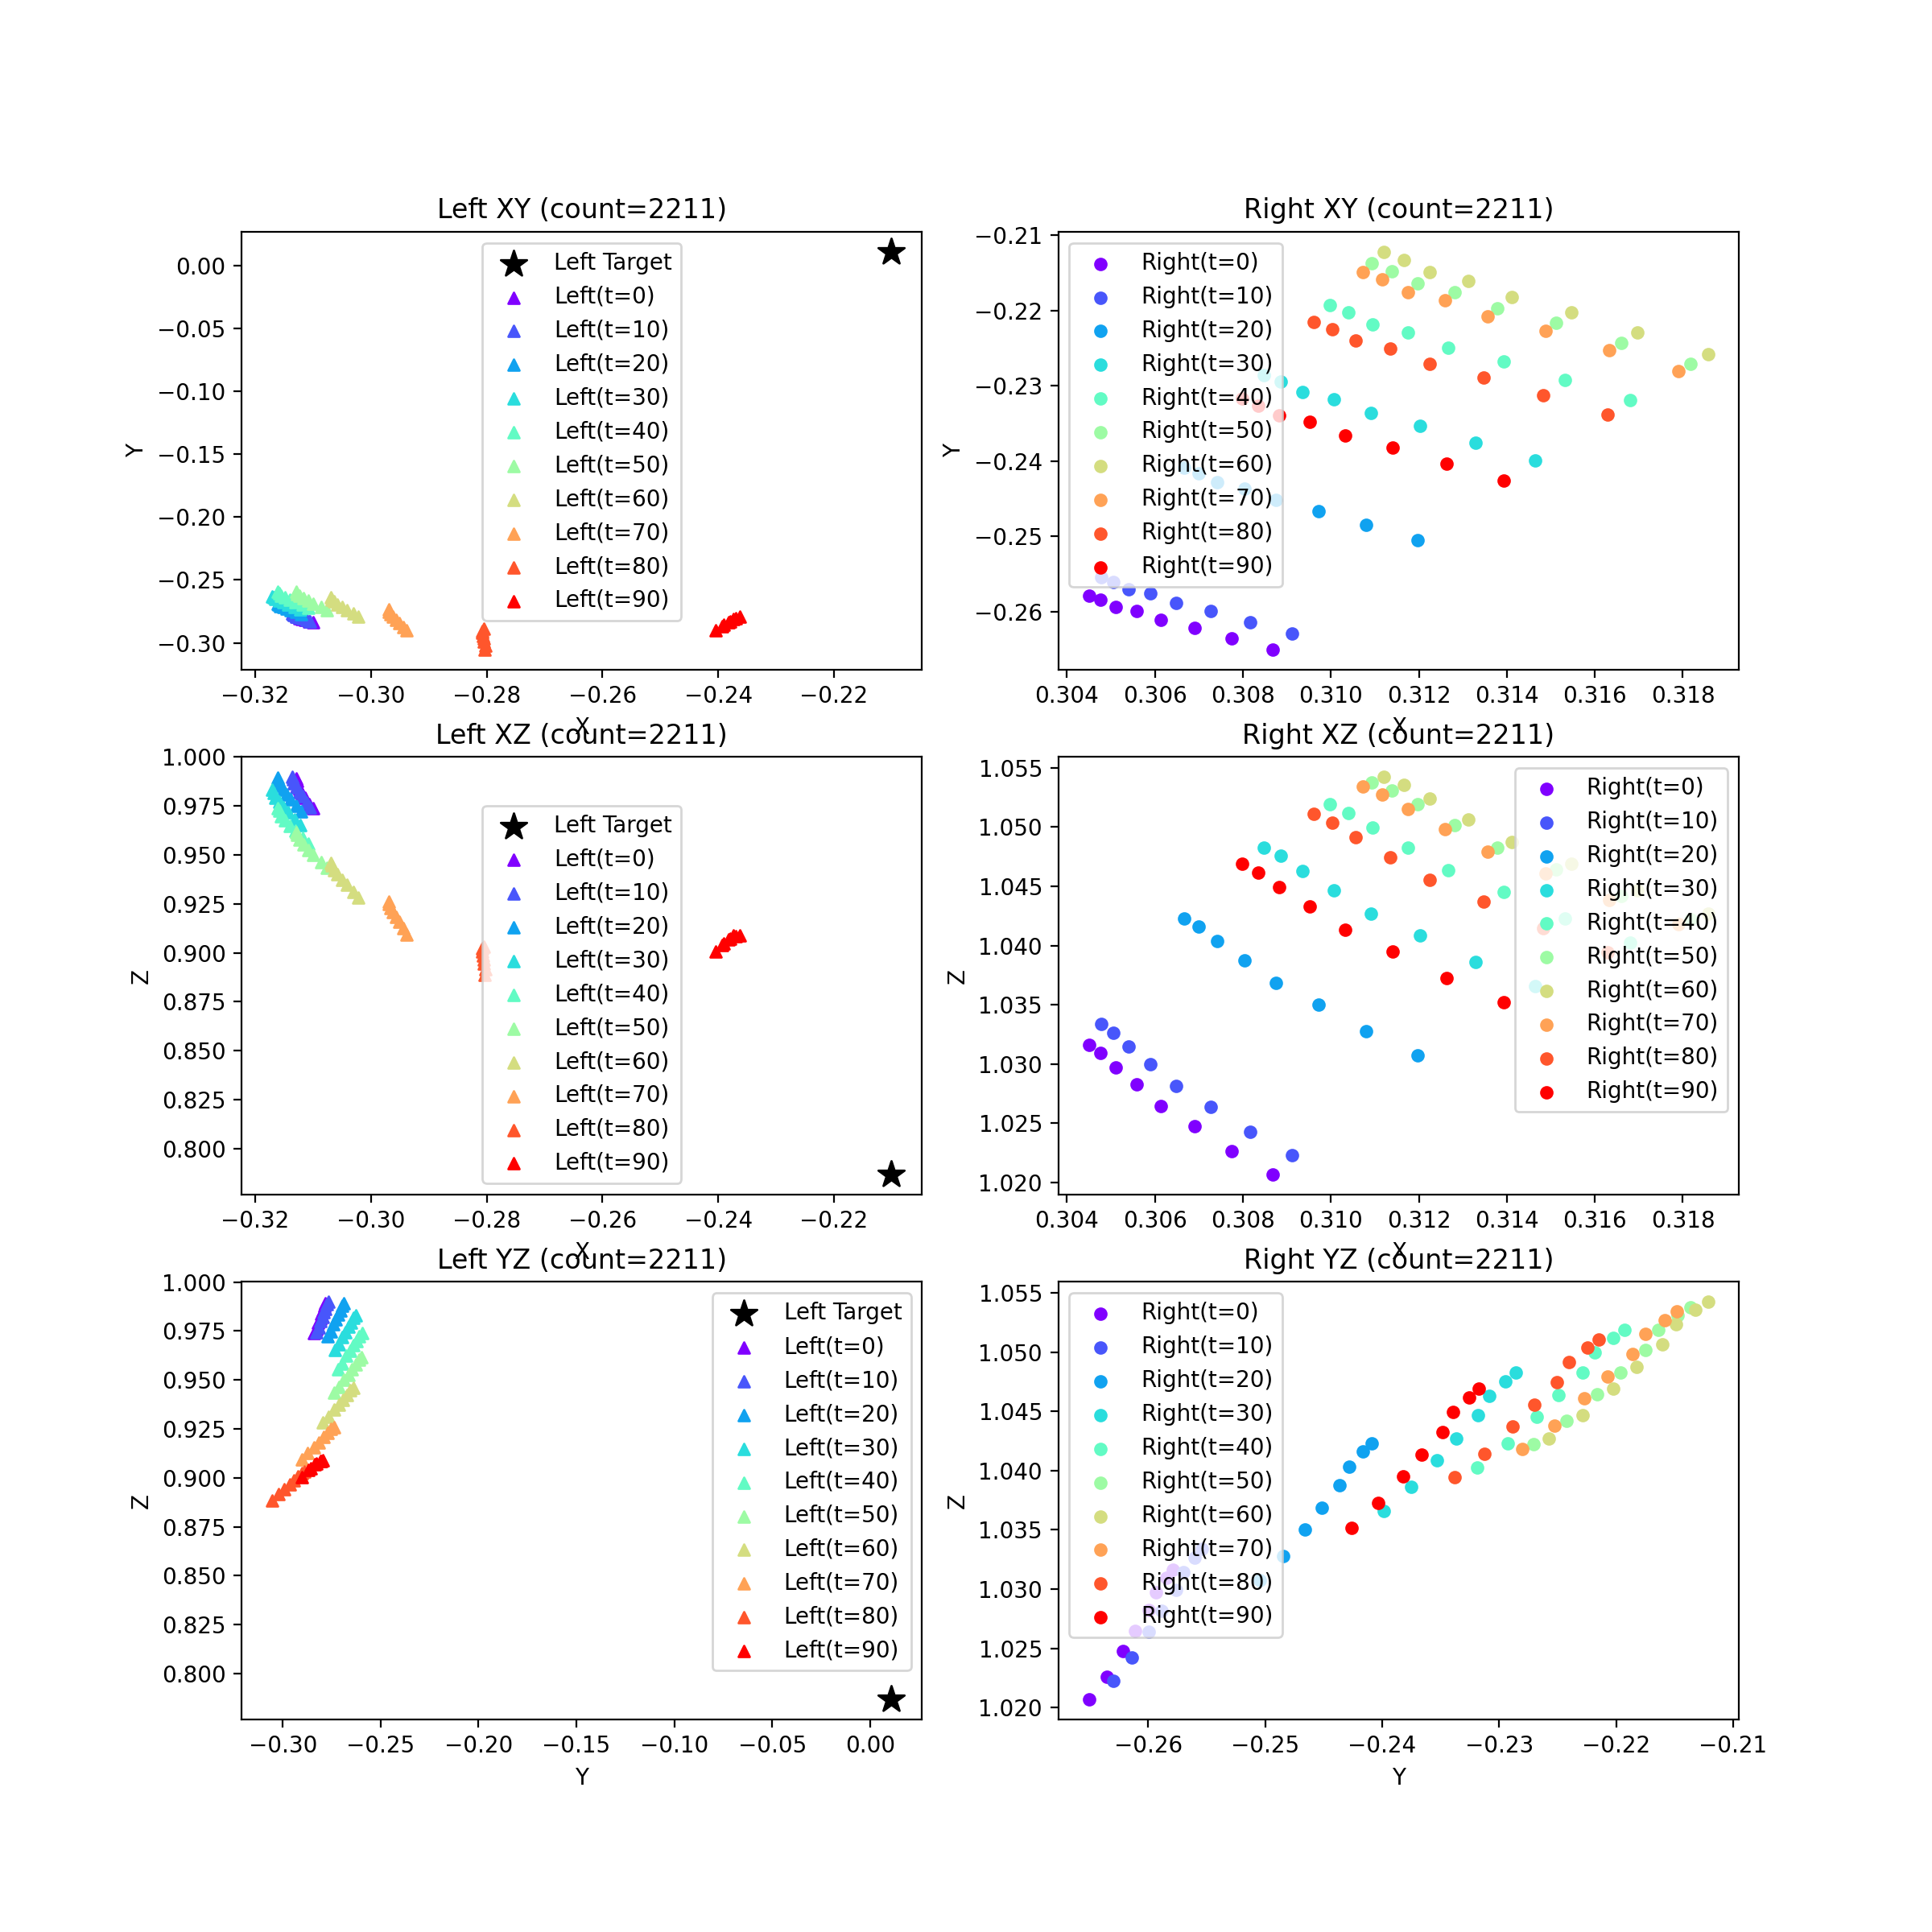 Left XY (count=2211)
Y
0.00
−0.05
−0.10
−0.15
−0.20
−0.25
−0.30
Left Target
Left(t=0)
Left(t=10)
Left(t=20)
Left(t=30)
Left(t=40)
Left(t=50)
Left(t=60)
Left(t=70)
Left(t=80)
Left(t=90)
−0.32 −0.30 −0.28 −0.26 −0.24 −0.22
X
Right XY (count=2211)
Y
−0.21
−0.22
−0.23
−0.24
−0.25
−0.26
Right(t=0)
Right(t=10)
Right(t=20)
Right(t=30)
Right(t=40)
Right(t=50)
Right(t=60)
Right(t=70)
Right(t=80)
Right(t=90)
0.304 0.306 0.308 0.310 0.312 0.314 0.316 0.318
X
Left XZ (count=2211)
Z
1.000
0.975
0.950
0.925
0.900
0.875
0.850
0.825
0.800
Left Target
Left(t=0)
Left(t=10)
Left(t=20)
Left(t=30)
Left(t=40)
Left(t=50)
Left(t=60)
Left(t=70)
Left(t=80)
Left(t=90)
−0.32 −0.30 −0.28 −0.26 −0.24 −0.22
X
Right XZ (count=2211)
Z
1.055
1.050
1.045
1.040
1.035
1.030
1.025
1.020
Right(t=0)
Right(t=10)
Right(t=20)
Right(t=30)
Right(t=40)
Right(t=50)
Right(t=60)
Right(t=70)
Right(t=80)
Right(t=90)
0.304 0.306 0.308 0.310 0.312 0.314 0.316 0.318
X
Left YZ (count=2211)
Z
1.000
0.975
0.950
0.925
0.900
0.875
0.850
0.825
0.800
Left Target
Left(t=0)
Left(t=10)
Left(t=20)
Left(t=30)
Left(t=40)
Left(t=50)
Left(t=60)
Left(t=70)
Left(t=80)
Left(t=90)
−0.30 −0.25 −0.20 −0.15 −0.10 −0.05 0.00
Y
Right YZ (count=2211)
Z
1.055
1.050
1.045
1.040
1.035
1.030
1.025
1.020
Right(t=0)
Right(t=10)
Right(t=20)
Right(t=30)
Right(t=40)
Right(t=50)
Right(t=60)
Right(t=70)
Right(t=80)
Right(t=90)
−0.26 −0.25 −0.24 −0.23 −0.22 −0.21
Y